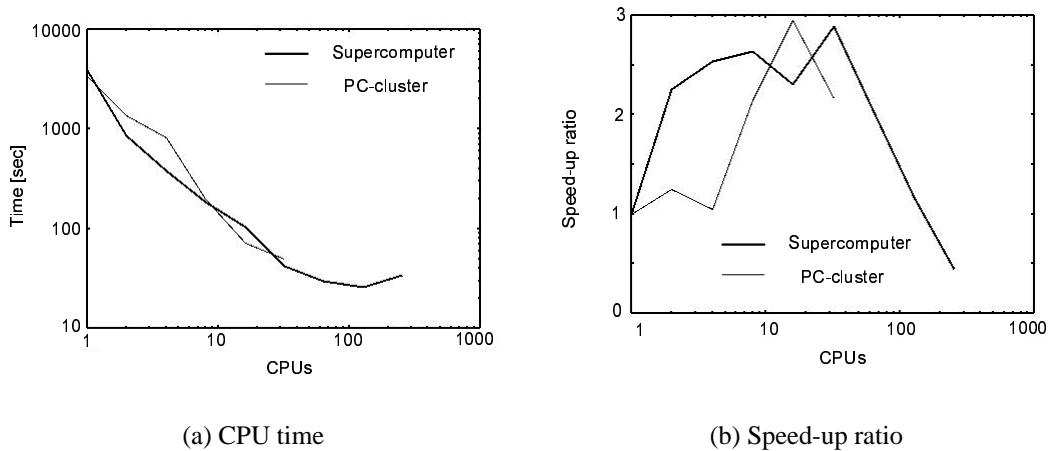 10000
1000
100
10
Time [sec]
Supercomputer
PC-cluster
1
10
100
1000
CPUs
(a) CPU time
3
2
1
0
Speed-up ratio
Supercomputer
PC-cluster
1
10
100
1000
CPUs
(b) Speed-up ratio